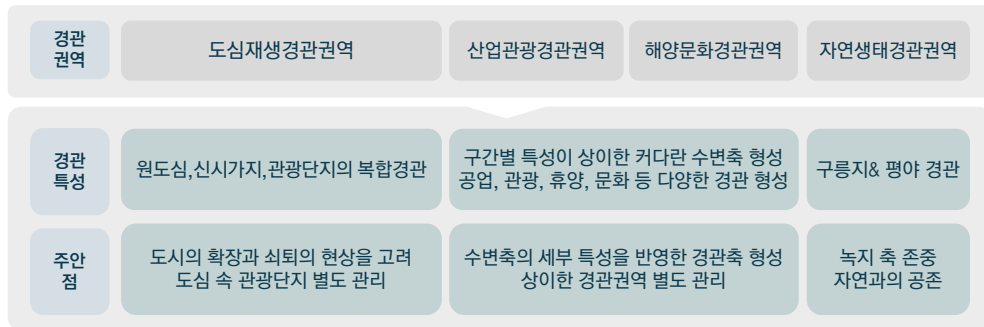 경관
권역
도심재생경관권역
산업관광경관권역
해양문화경관권역
자연생태경관권역
경관
특성
원도심,신시가지,관광단지의 복합경관
구간별 특성이 상이한 커다란 수변축 형성
공업, 관광, 휴양, 문화 등 다양한 경관 형성
구릉지& 평야 경관
주안
점
도시의 확장과 쇠퇴의 현상을 고려
도심 속 관광단지 별도 관리
수변축의 세부 특성을 반영한 경관축 형성
상이한 경관권역 별도 관리
녹지 축 존중
자연과의 공존